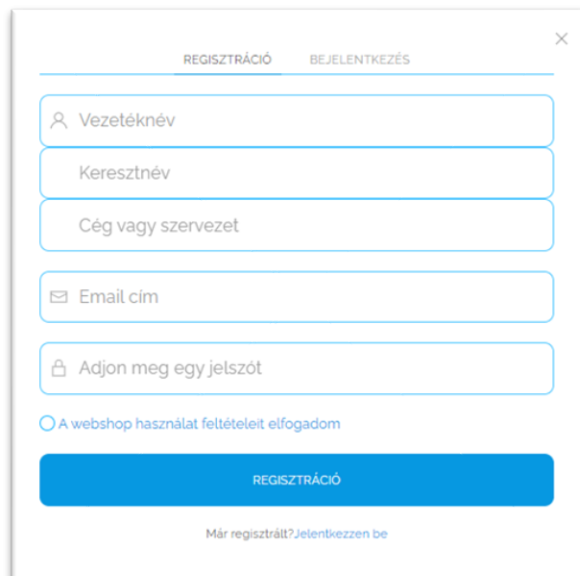 REGISZTRÁCIÓ BEJELENTKEZÉS
Vezetéknév
Keresztnév
Cég vagy szervezet
Email cím
Adjon meg egy jelszót
A webshop használat feltételeit elfogadom
REGISZTRÁCIÓ
Már regisztrált?Jelentkezzen be